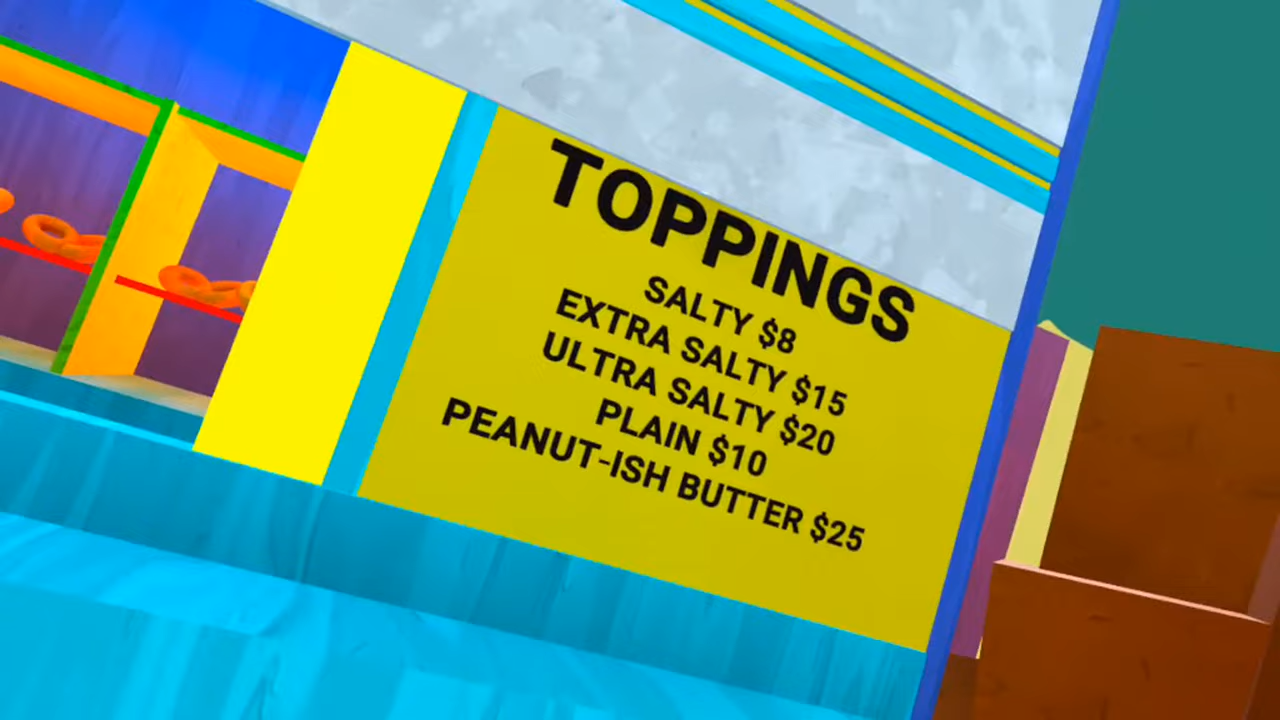 TOPPINGS
SALTY $8
EXTRA SALTY $15
ULTRA SALTY $20
PLAIN $10
PEANUT-ISH BUTTER $25